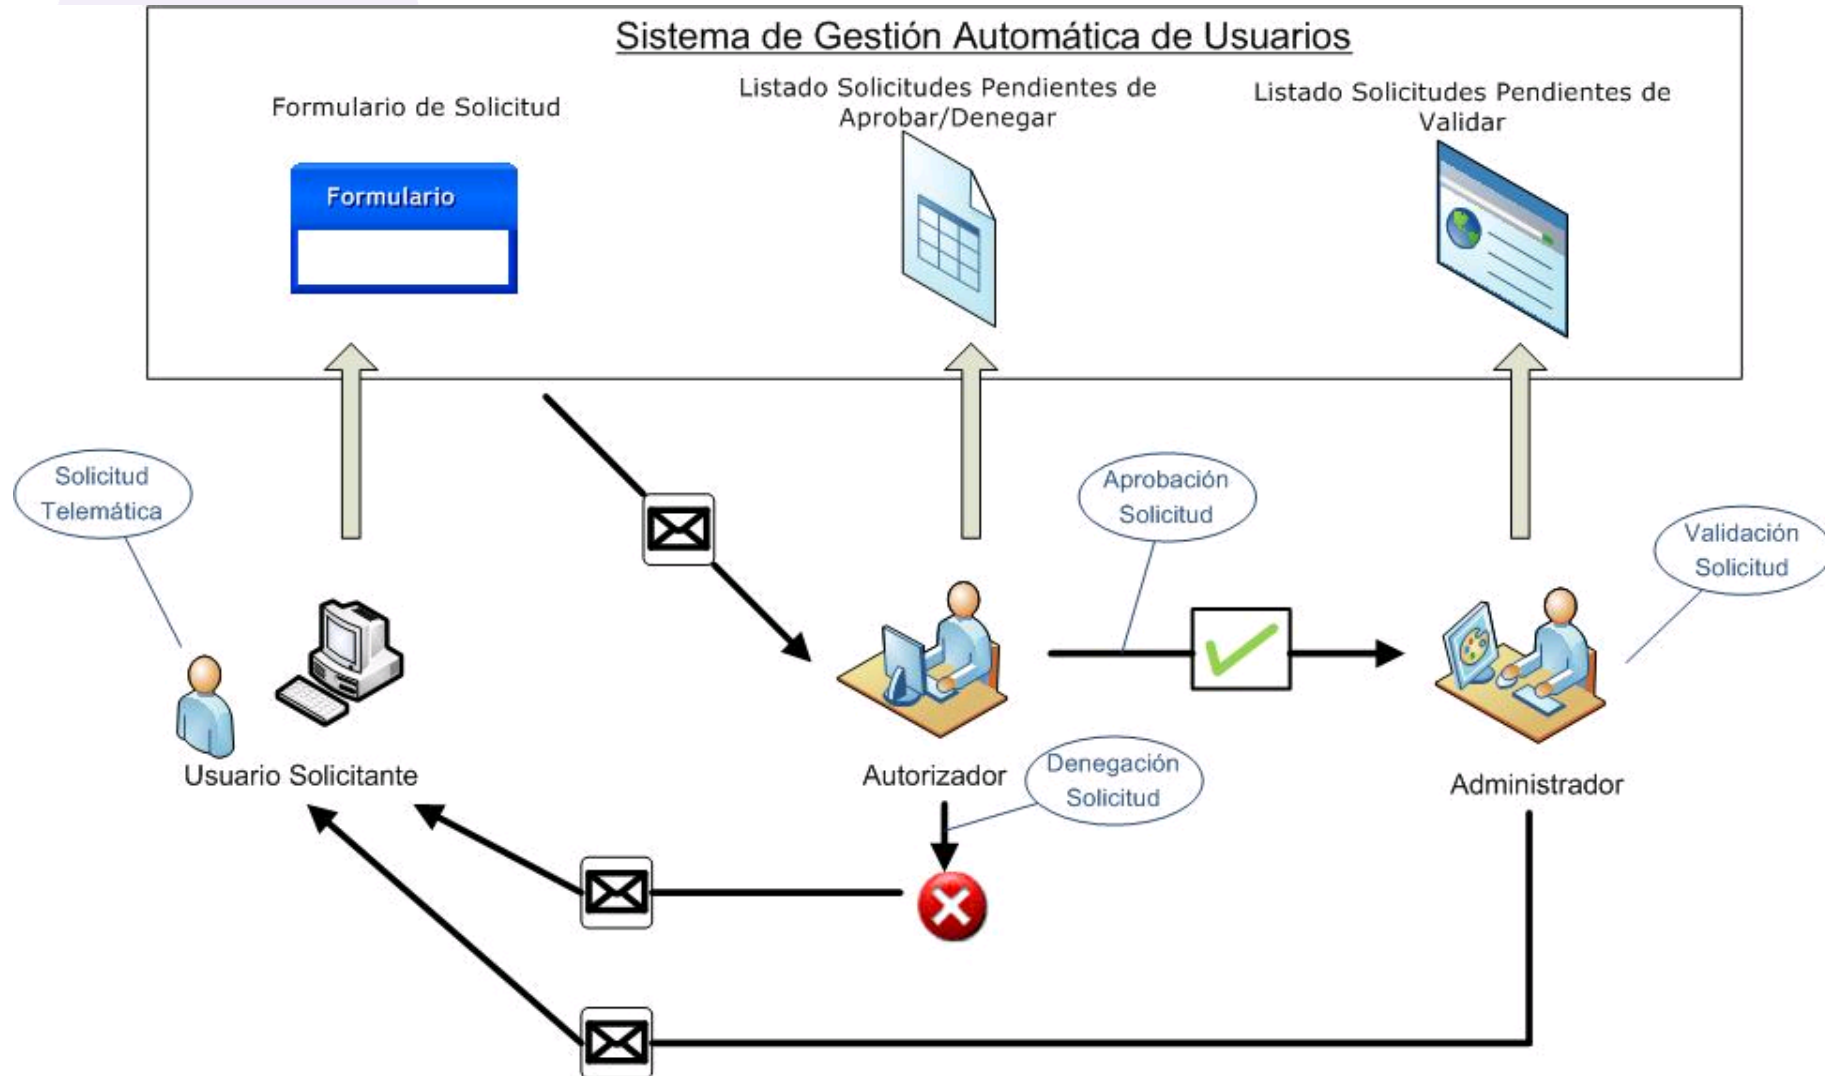 Sistema de Gestión Automática de Usuarios
Formulario de Solicitud
Listado Solicitudes Pendientes de
Aprobar/Denegar
Listado Solicitudes Pendientes de
Validar
Formulario
Solicitud
Telemática
Aprobación
Solicitud
Validación
Solicitud
Usuario Solicitante
Autorizador
Denegación
Solicitud
Administrador